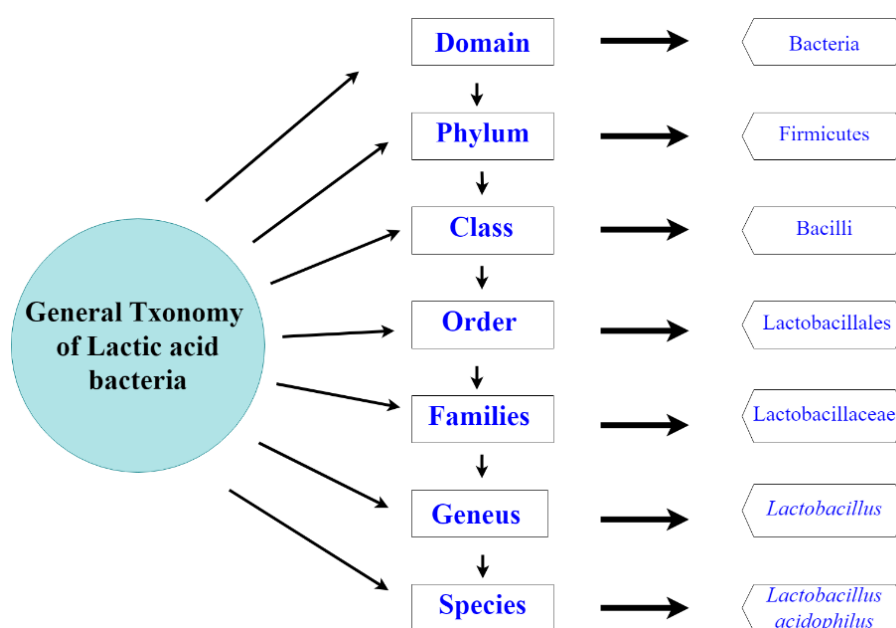 Domain
Bacteria
Phylum
Firmicutes
Class
Bacilli
General Txonomy
of Lactic acid
bacteria
Order
Lactobacillales
Families
Lactobacillaceae
Geneus
Lactobacillus
Species
Lactobacillus
acidophilus